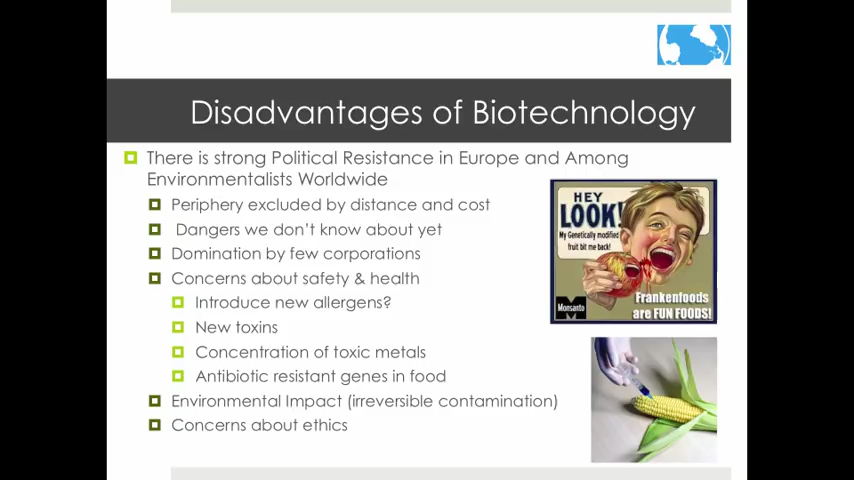 Disadvantages of Biotechnology
There is strong Political Resistance in Europe and Among
Environmentalists Worldwide
Periphery excluded by distance and cost
Dangers we don't know about yet
Domination by few corporations
Concerns about safety & health
Introduce new allergens?
New toxins
Concentration of toxic metals
Antibiotic resistant genes in food
Environmental Impact (irreversible contamination)
Concerns about ethics
HEY
LOOK!
My Genetically modified
fruit bit me back!
Frankenfoods
are FUN FOODS!
Monsanto